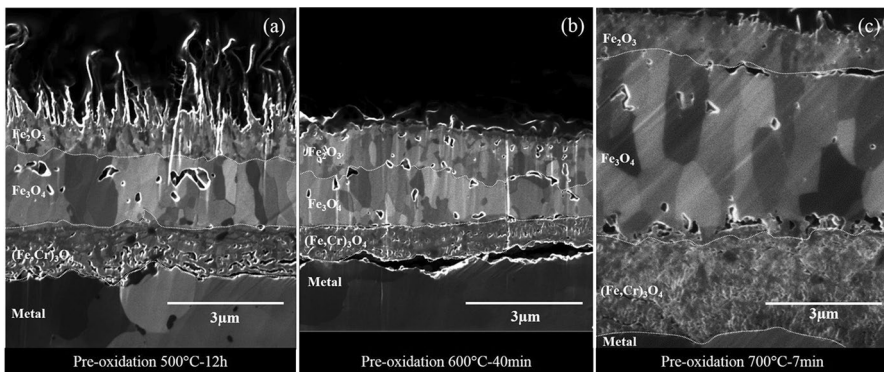 (a)
Fe2O3
Fe3O4
(Fe,Cr)3O4
Metal
3μm
Pre-oxidation 500°C-12h
(b)
Fe2O3
Fe3O4
(Fe,Cr)3O4
Metal
3μm
Pre-oxidation 600°C-40min
(c)
Fe2O3
Fe3O4
(Fe,Cr)3O4
3μm
Metal
Pre-oxidation 700°C-7min